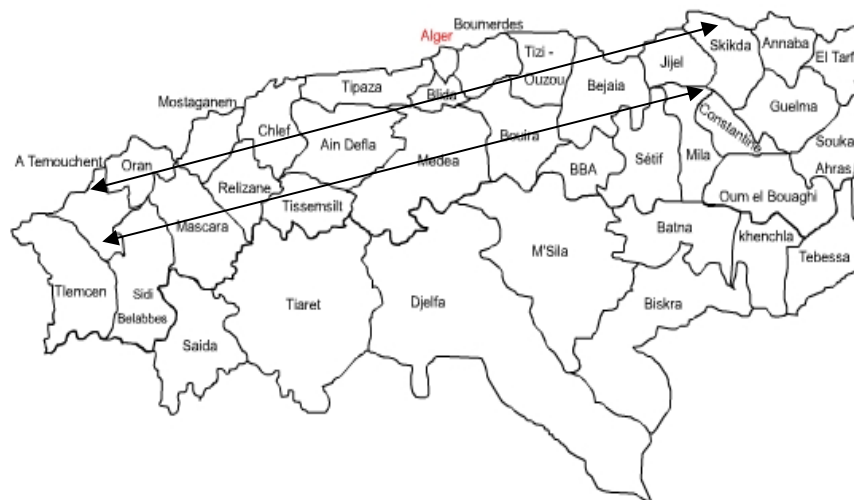 Boumerdes
Alger
Tizi -
Ouzou
Skikda
Annaba
El Tarf
Jijel
Bejaia
Tipaza
Blida
Guelma
Mostaganem
Chlef
Constantine
Ain Defla
Bouira
Souka
Ahras
A Temouchent
Oran
Medea
BBA
Sétif
Mila
Relizane
Oum el Bouaghi
Tissemsilt
Mascara
Batna
khenchla
M'Sila
Tebessa
Tlemcen
Sidi
Belabbes
Tiaret
Djelfa
Biskra
Saida